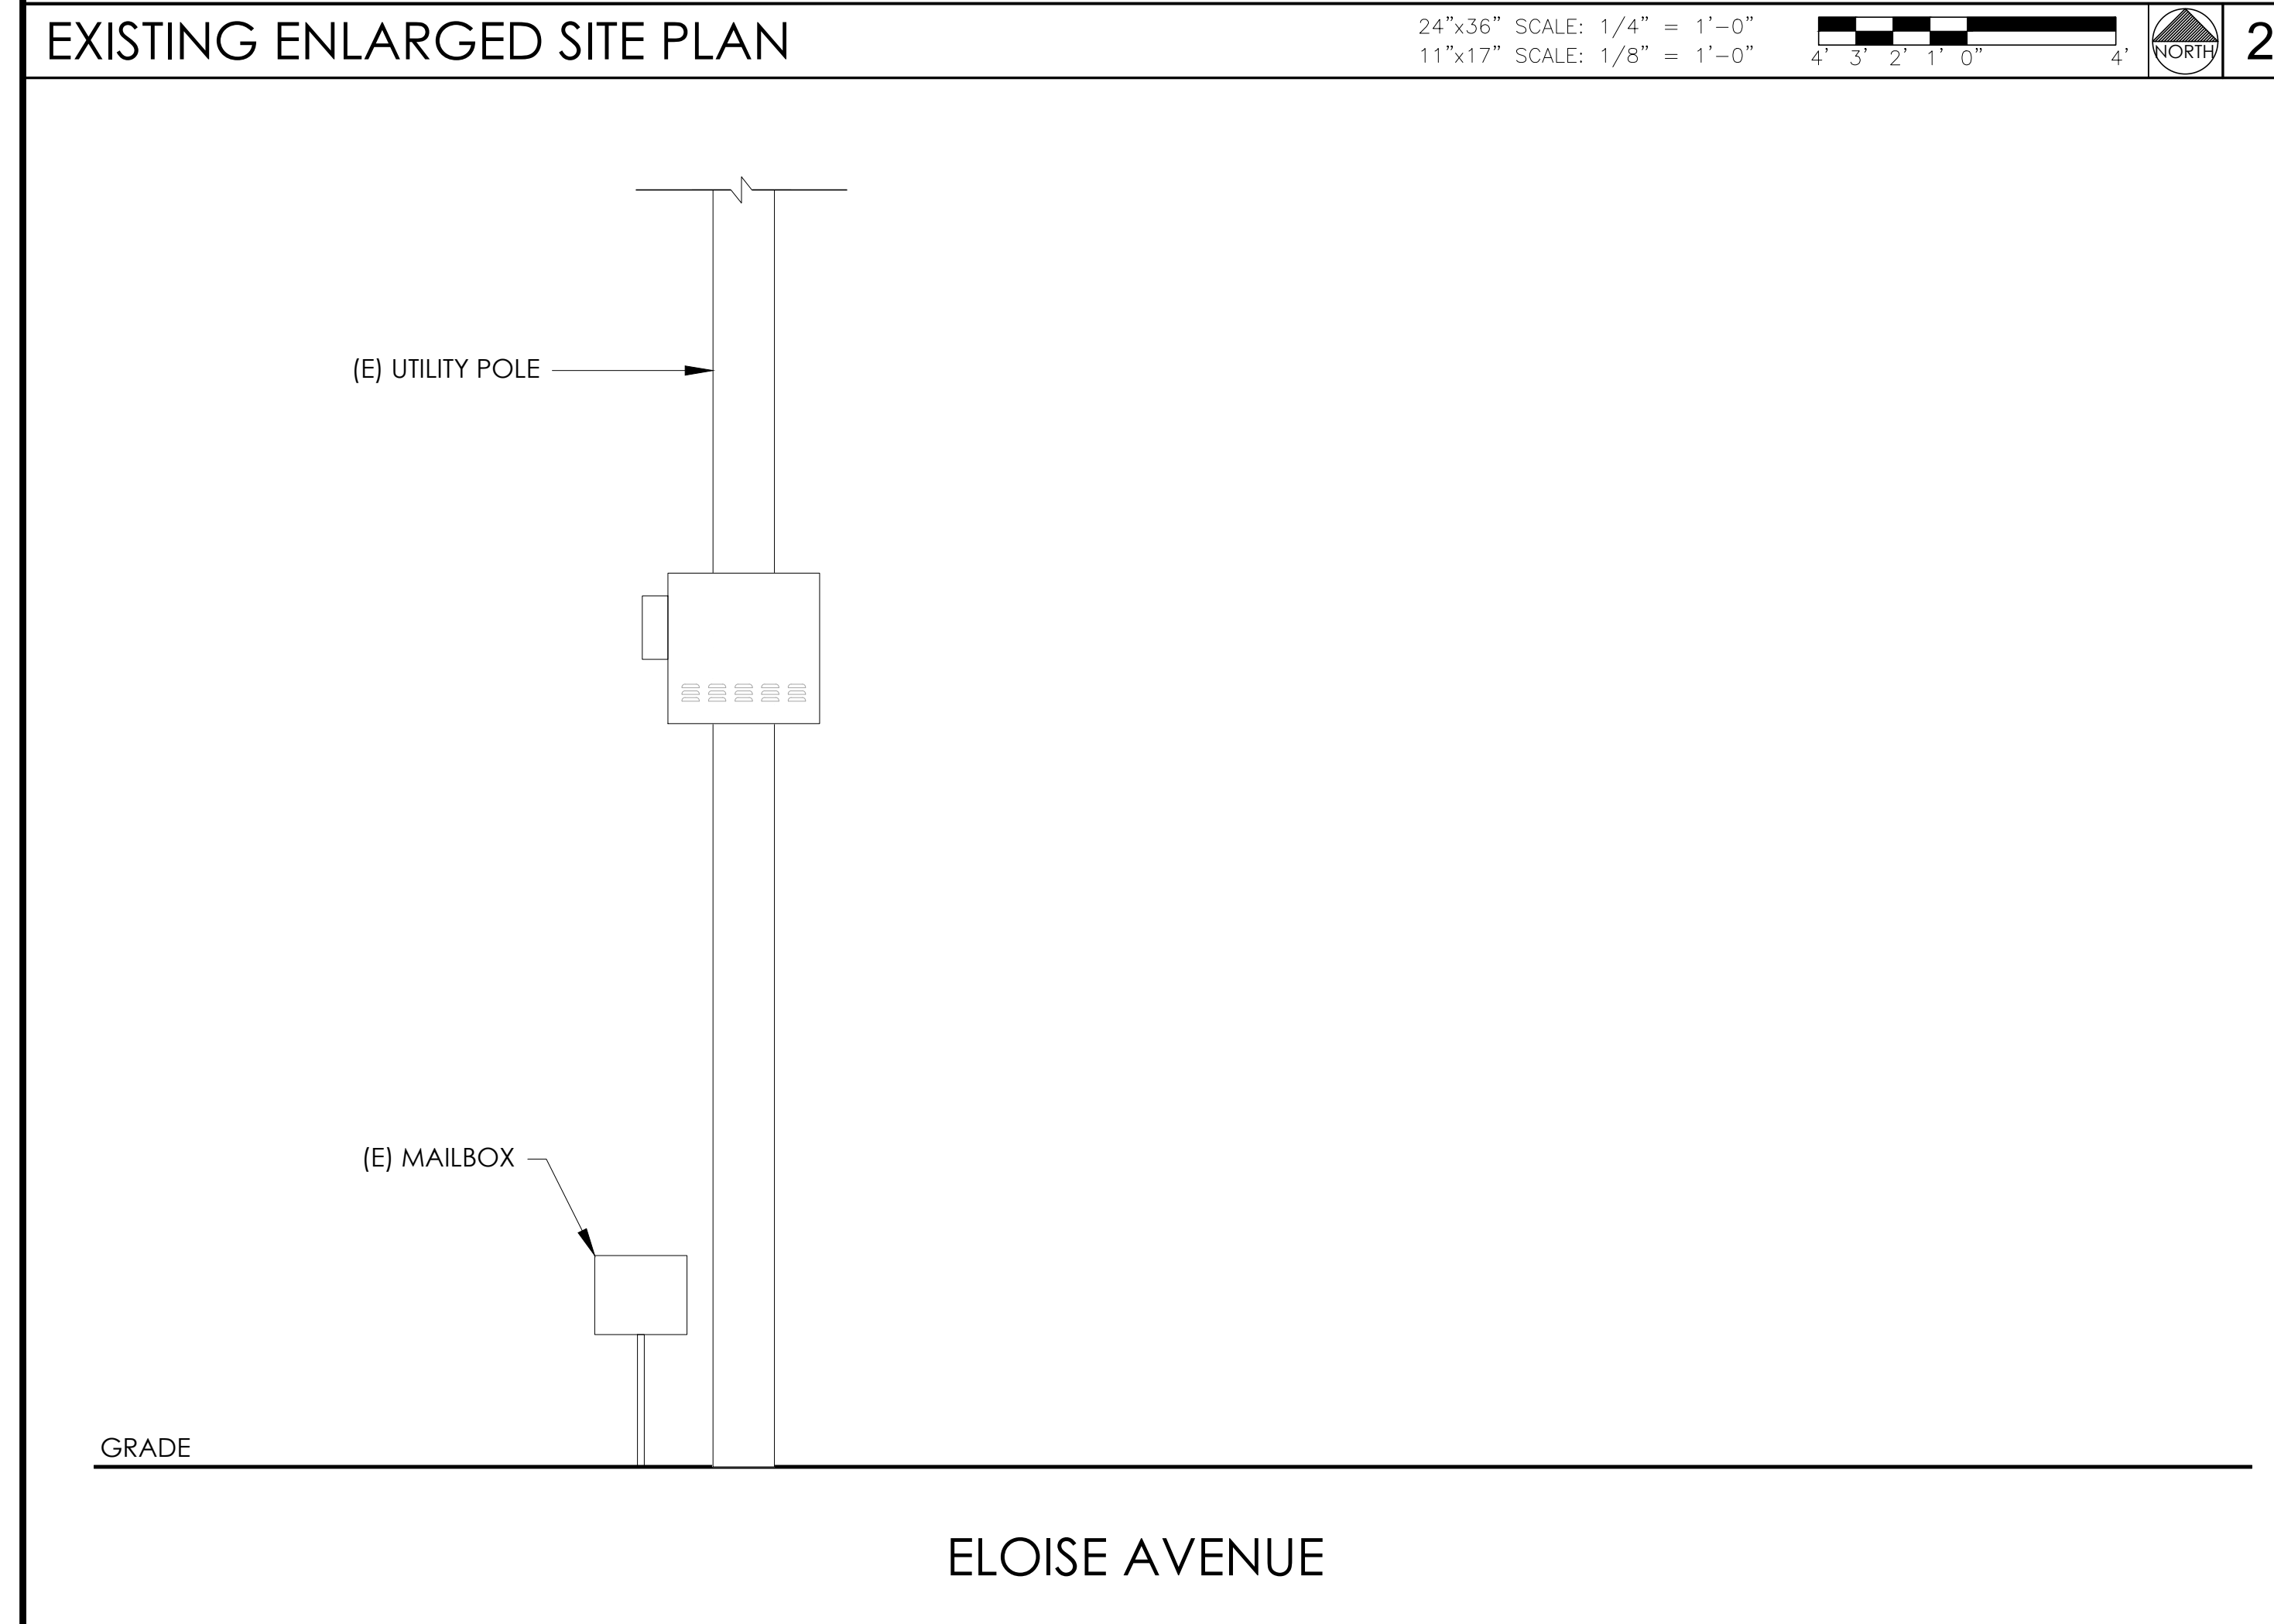 EXISTING ENLARGED SITE PLAN
24"x36" SCALE: 1/4" = 1'-0"
11"x17" SCALE: 1/8" = 1'-0"
4' 3' 2' 1' 0" 4'
NORTH
2
(E) UTILITY POLE
(E) MAILBOX
GRADE
ELOISE AVENUE